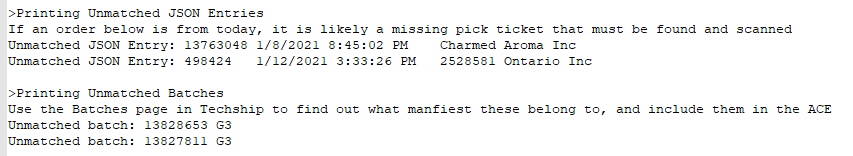 >Printing Unmatched JSON Entries
If an order below is from today, it is likely a missing pick ticket that must be found and scanned
Unmatched JSON Entry: 13763048 1/8/2021 8:45:02 PM Charmed Aroma Inc
Unmatched JSON Entry: 498424 1/12/2021 3:33:26 PM 2528581 Ontario Inc
>Printing Unmatched Batches
Use the Batches page in Techship to find out what manfiest these belong to, and include them in the ACE
Unmatched batch: 13828653 G3
Unmatched batch: 13827811 G3